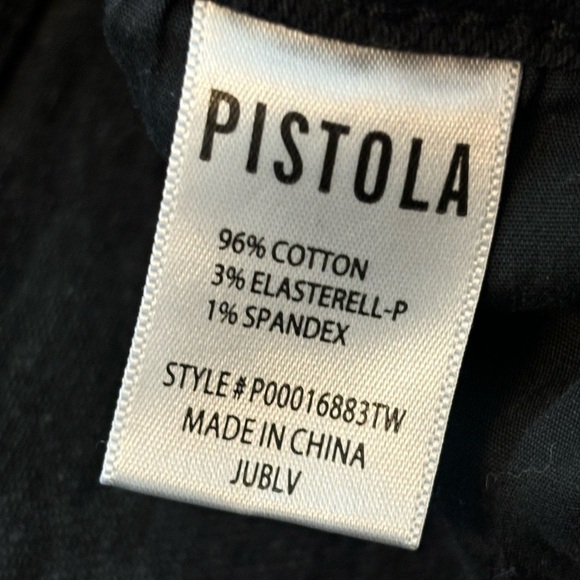 PISTOLA
96% COTTON
3% ELASTERELL-P
1% SPANDEX
STYLE # P00016883TW
MADE IN CHINA
JUBLV